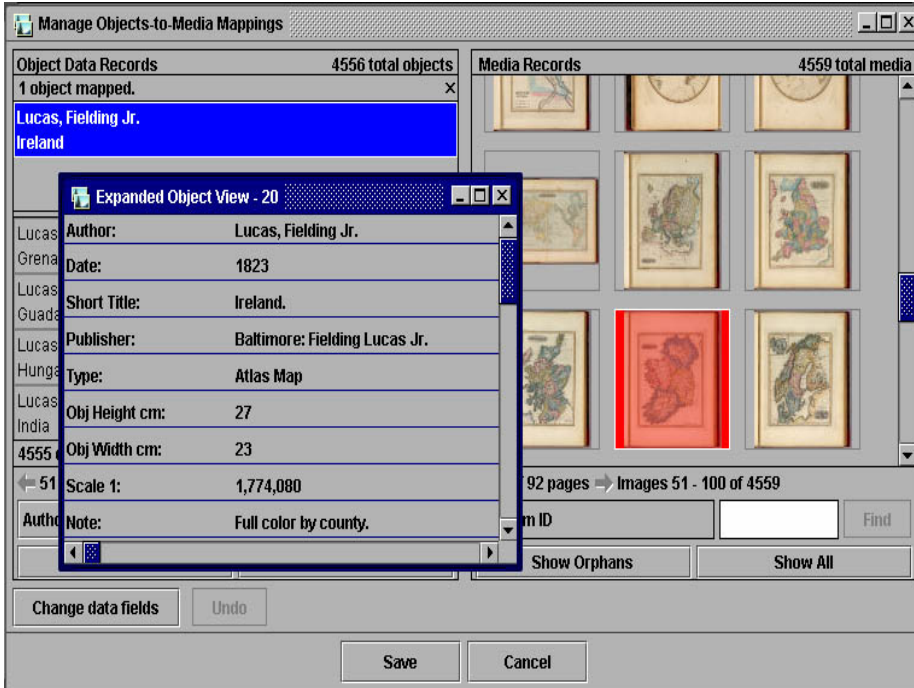 Manage Objects-to-Media Mappings
Object Data Records 4556 total objects
1 object mapped. x
Lucas, Fielding Jr.
Ireland
Expanded Object View - 20
Author: Lucas, Fielding Jr.
Date: 1823
Short Title: Ireland.
Publisher: Baltimore: Fielding Lucas Jr.
Type: Atlas Map
Obj Height cm: 27
Obj Width cm: 23
Scale 1: 1,774,080
Note: Full color by county.
Lucas
Grena
Lucas
Guada
Lucas
Hunga
Lucas
India
4555
51
Autho
Media Records 4559 total media
92 pages Images 51 - 100 of 4559
m ID Find
Show Orphans Show All
Change data fields Undo
Save Cancel